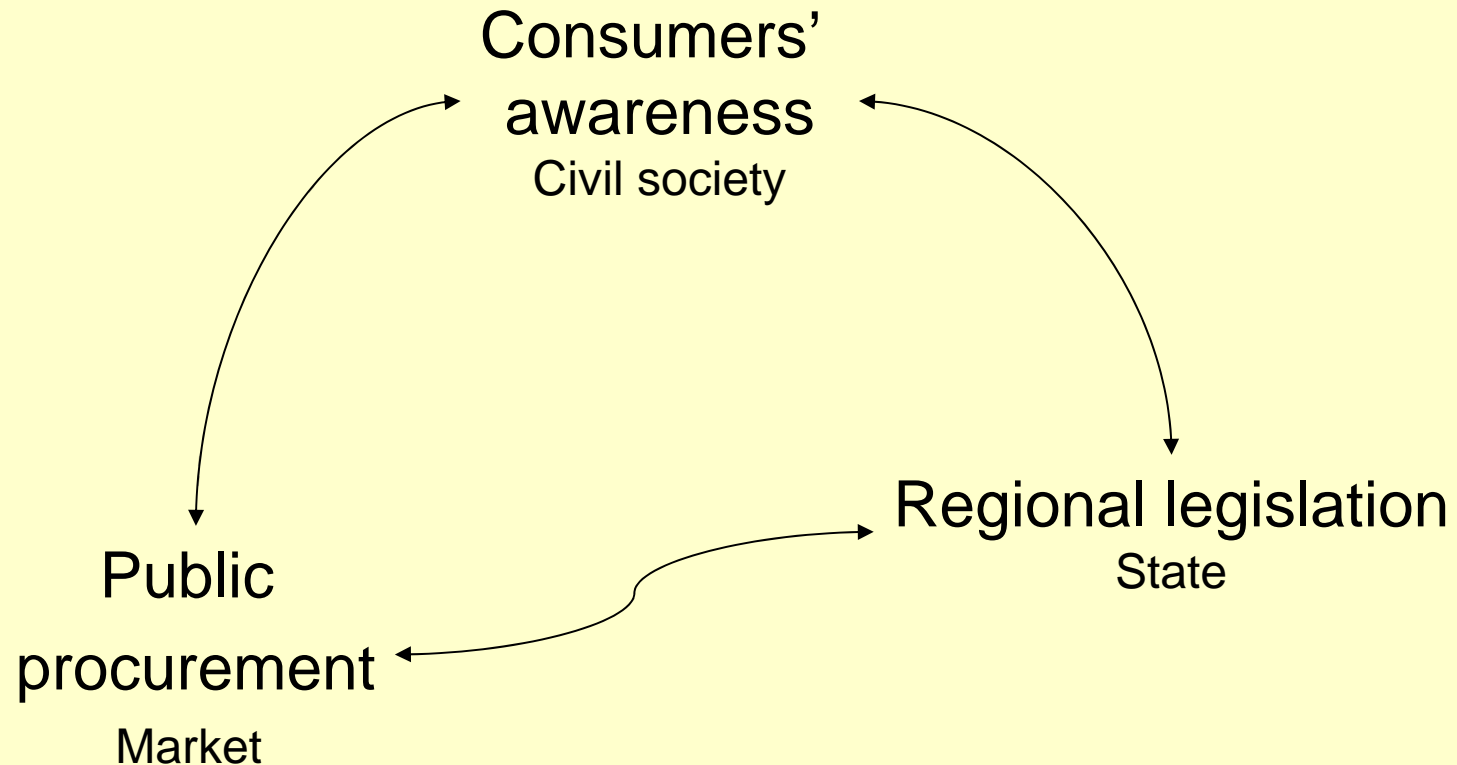 Consumers’
awareness
Civil society
Regional legislation
State
Public
procurement
Market